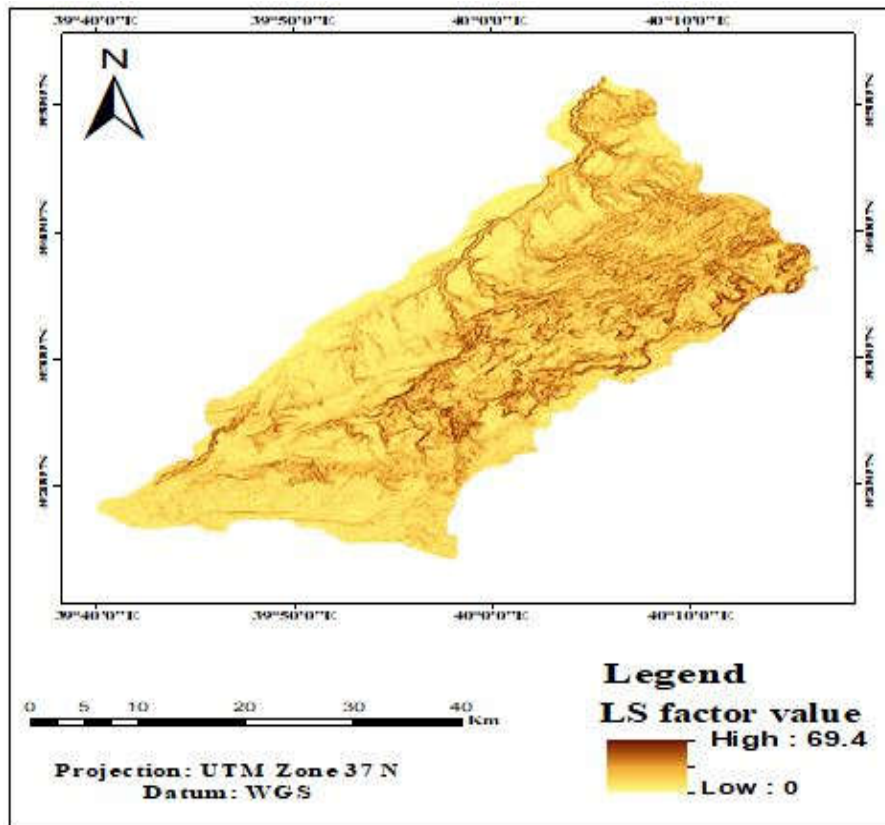 39°40'0"E 39°50'0"E 40°0'0"E 40°10'0"E
N
39°40'0"E 39°50'0"E 40°0'0"E 40°10'0"E
0 5 10 20 30 40
Km
Projection: UTM Zone 37 N
Datum: WGS
Legend
LS factor value
High : 69.4
Low : 0